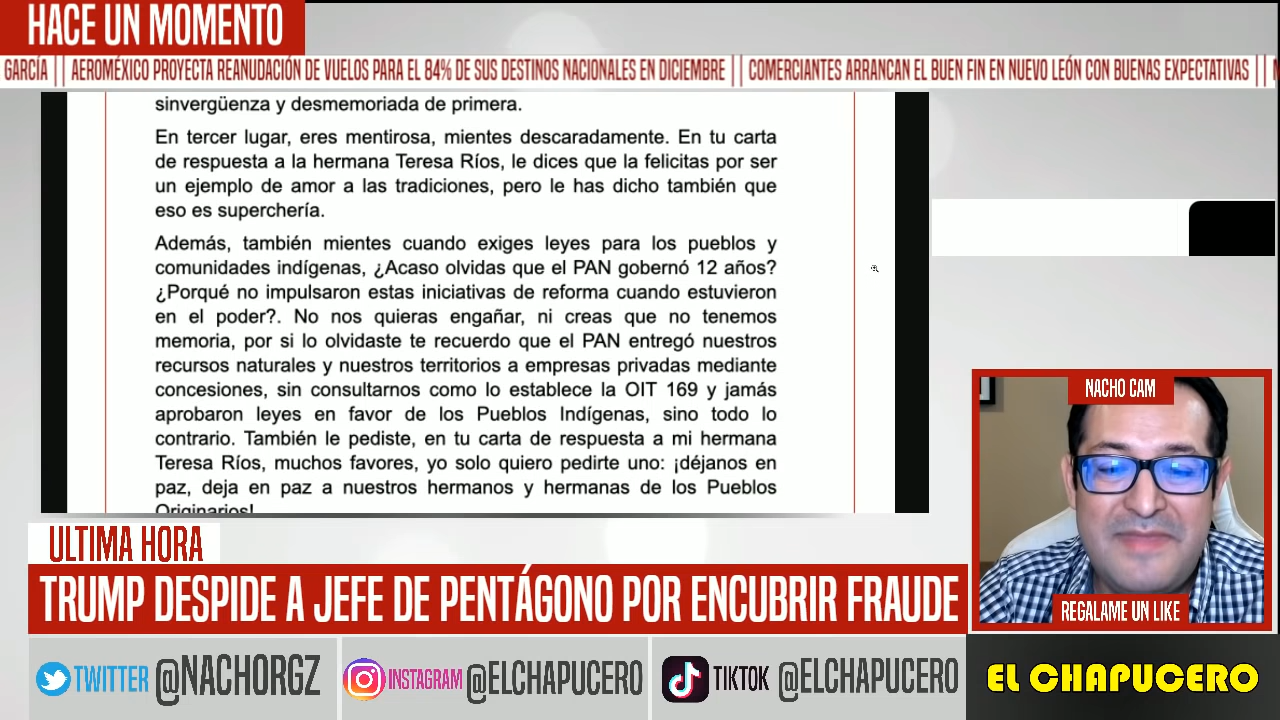 HACE UN MOMENTO
GARCÍA || AEROMÉXICO PROYECTA REANUDACIÓN DE VUELOS PARA EL 84% DE SUS DESTINOS NACIONALES EN DICIEMBRE || COMERCIANTES ARRANCAN EL BUEN FIN EN NUEVO LEÓN CON BUENAS EXPECTATIVAS ||
sinvergüenza y desmemoriada de primera.
En tercer lugar, eres mentirosa, mientes descaradamente. En tu carta
de respuesta a la hermana Teresa Ríos, le dices que la felicitas por ser
un ejemplo de amor a las tradiciones, pero le has dicho también que
eso es superchería.
Además, también mientes cuando exiges leyes para los pueblos y
comunidades indígenas, ¿Acaso olvidas que el PAN gobernó 12 años?
¿Porqué no impulsaron estas iniciativas de reforma cuando estuvieron
en el poder?. No nos quieras engañar, ni creas que no tenemos
memoria, por si lo olvidaste te recuerdo que el PAN entregó nuestros
recursos naturales y nuestros territorios a empresas privadas mediante
concesiones, sin consultarnos como lo establece la OIT 169 y jamás
aprobaron leyes en favor de los Pueblos Indígenas, sino todo lo
contrario. También le pediste, en tu carta de respuesta a mi hermana
Teresa Ríos, muchos favores, yo solo quiero pedirte uno: ¡déjanos en
paz, deja en paz a nuestros hermanos y hermanas de los Pueblos
Originarios!
NACHO CAM
REGALAME UN LIKE
ULTIMA HORA
TRUMP DESPIDE A JEFE DE PENTÁGONO POR ENCUBRIR FRAUDE
TWITTER @NACHORGZ
INSTAGRAM @ELCHAPUCERO
TIKTOK @ELCHAPUCERO
EL CHAPUCERO